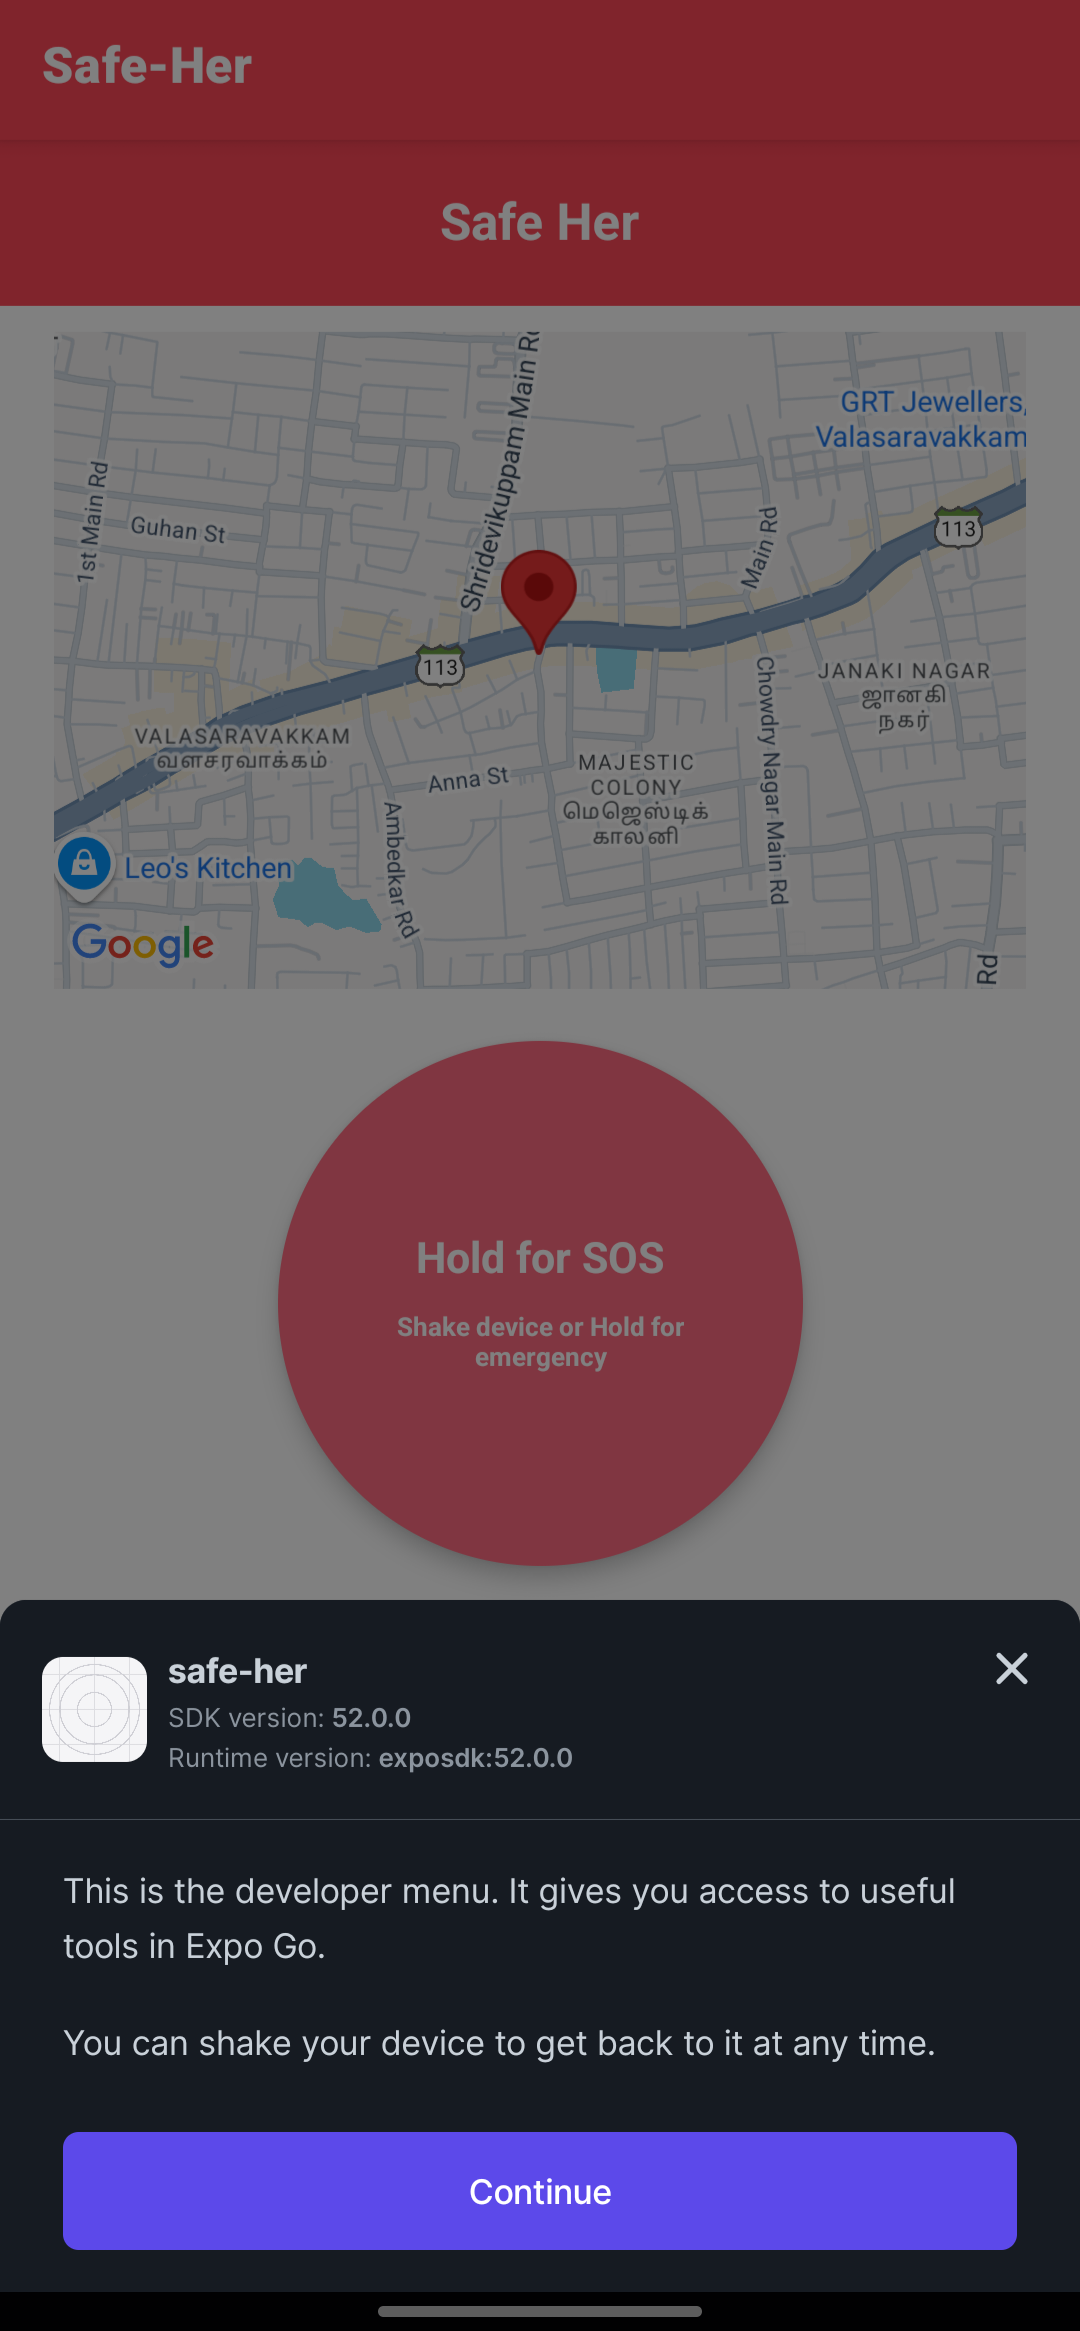 Safe-Her
Safe Her
Shridevikuppam Main Rd
GRT Jewellers,
Valasaravakkam
1st Main Rd
Guhan St
Main Rd
113
113
JANAKI NAGAR
ஜானகி
நகர்
VALASARAVAKKAM
வளசரவாக்கம்
Anna St
MAJESTIC
COLONY
மெஜெஸ்டிக்
காலனி
Chowdry Nagar Main Rd
Ambedkar Rd
Leo's Kitchen
Google
Rd
Hold for SOS
Shake device or Hold for
emergency
safe-her
SDK version: 52.0.0
Runtime version: exposdk:52.0.0
This is the developer menu. It gives you access to useful
tools in Expo Go.
You can shake your device to get back to it at any time.
Continue